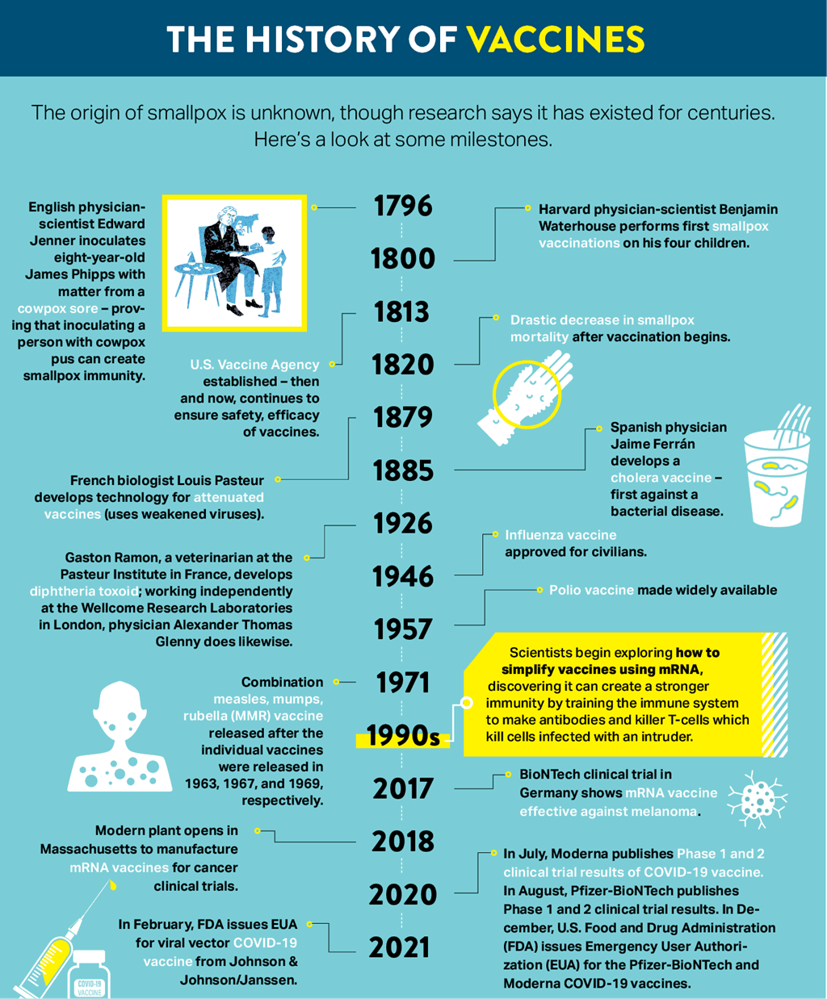 THE HISTORY OF VACCINES
The origin of smallpox is unknown, though research says it has existed for centuries.
Here's a look at some milestones.
1796
English physician-
scientist Edward
Jenner inoculates
eight-year-old
James Phipps with
matter from a
cowpox sore – prov-
ing that inoculating a
person with cowpox
pus can create
smallpox immunity.
1800
Harvard physician-scientist Benjamin
Waterhouse performs first smallpox
vaccinations on his four children.
1813
U.S. Vaccine Agency
established – then
and now, continues to
ensure safety, efficacy
of vaccines.
1820
Drastic decrease in smallpox
mortality after vaccination begins.
1879
French biologist Louis Pasteur
develops technology for attenuated
vaccines (uses weakened viruses).
1885
Spanish physician
Jaime Ferrán
develops a
cholera vaccine –
first against a
bacterial disease.
1926
Gaston Ramon, a veterinarian at the
Pasteur Institute in France, develops
diphtheria toxoid; working independently
at the Wellcome Research Laboratories
in London, physician Alexander Thomas
Glenny does likewise.
1946
Influenza vaccine
approved for civilians.
1957
Polio vaccine made widely available
1971
Combination
measles, mumps,
rubella (MMR) vaccine
released after the
individual vaccines
were released in
1963, 1967, and 1969,
respectively.
1990s
Scientists begin exploring how to
simplify vaccines using mRNA,
discovering it can create a stronger
immunity by training the immune system
to make antibodies and killer T-cells which
kill cells infected with an intruder.
2017
BioNTech clinical trial in
Germany shows mRNA vaccine
effective against melanoma.
2018
Modern plant opens in
Massachusetts to manufacture
mRNA vaccines for cancer
clinical trials.
2020
In July, Moderna publishes Phase 1 and 2
clinical trial results of COVID-19 vaccine.
In August, Pfizer-BioNTech publishes
Phase 1 and 2 clinical trial results. In De-
cember, U.S. Food and Drug Administration
(FDA) issues Emergency Use Author-
ization (EUA) for the Pfizer-BioNTech and
Moderna COVID-19 vaccines.
2021
In February, FDA issues EUA
for viral vector COVID-19
vaccine from Johnson &
Johnson/Janssen.
COVID-19
VACCINE